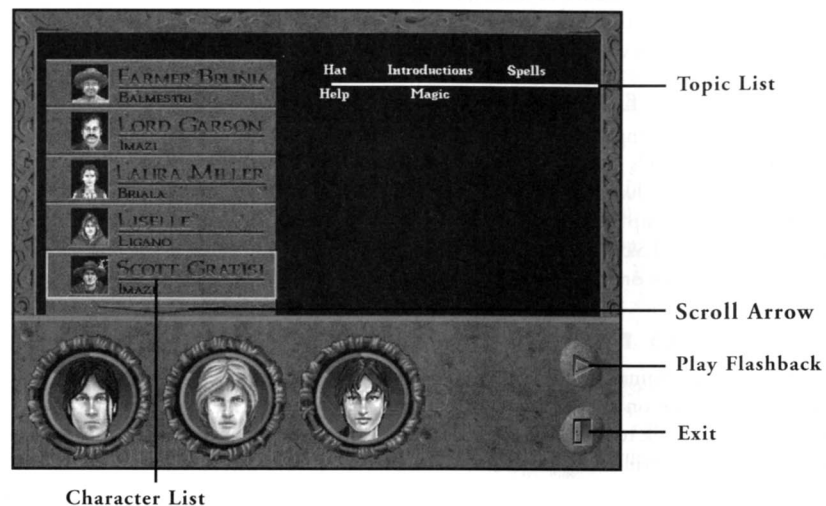 Farmer Brunia
Balmestri
Lord Garson
Imazi
Laura Miller
Briala
Liselle
Ligano
Scott Gratisi
Imazi
Hat Introductions Spells
Help Magic
Topic List
Scroll Arrow
Play Flashback
Exit
Character List